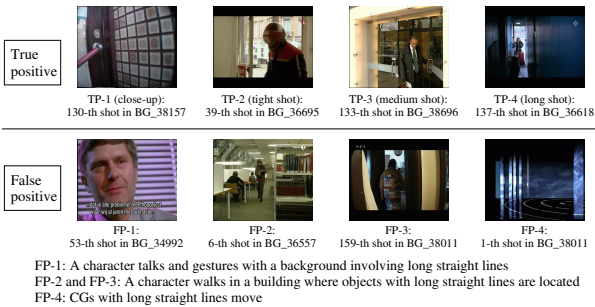 True
positive
TP-1 (close-up):
130-th shot in BG_38157
TP-2 (tight shot):
39-th shot in BG_36695
TP-3 (medium shot):
133-th shot in BG_38696
TP-4 (long shot):
137-th shot in BG_36618
False
positive
FP-1:
53-th shot in BG_34992
FP-2:
6-th shot in BG_36557
FP-3:
159-th shot in BG_38011
FP-4:
1-th shot in BG_38011
FP-1: A character talks and gestures with a background involving long straight lines
FP-2 and FP-3: A character walks in a building where objects with long straight lines are located
FP-4: CGs with long straight lines move